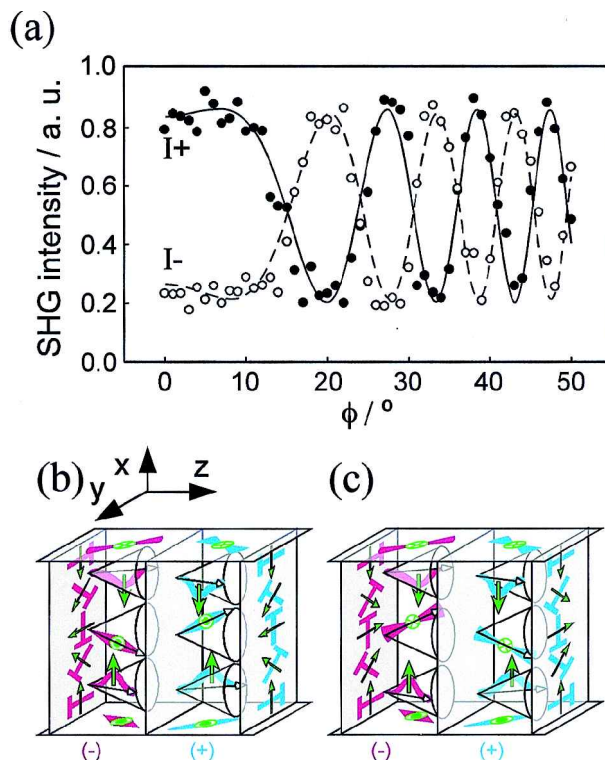 (a)
SHG intensity / a. u.
1.0
0.8
0.6
0.4
0.2
0.0
I+
I-
0 10 20 30 40 50
ϕ / °
(b)
x
y
z
(c)
(-) (+) (-) (+)